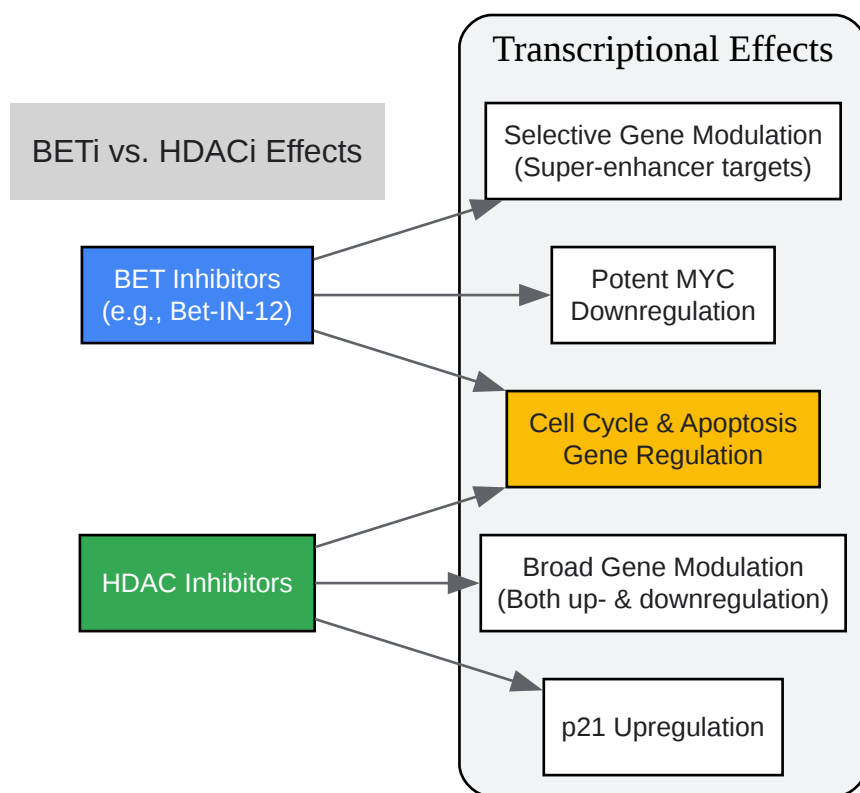 Transcriptional Effects
BETi vs. HDACi Effects
Selective Gene Modulation
(Super-enhancer targets)
BET Inhibitors
(e.g., Bet-IN-12)
Potent MYC
Downregulation
Cell Cycle & Apoptosis
Gene Regulation
HDAC Inhibitors
Broad Gene Modulation
(Both up- & downregulation)
p21 Upregulation